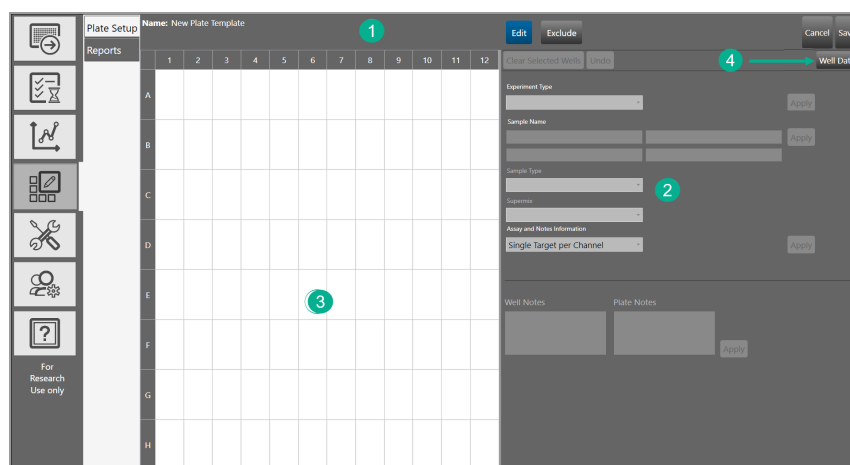 Plate Setup
Reports
Name: New Plate Template
1
Edit
Exclude
Cancel
Sav
Clear Selected Wells
Undo
4
Well Dat
1 2 3 4 5 6 7 8 9 10 11 12
A
B
C
D
E
F
G
H
3
Experiment Type
Apply
Sample Name
Apply
Sample Type
2
Supermix
Assay and Notes Information
Single Target per Channel
Apply
Well Notes
Plate Notes
Apply
?
For
Research
Use only